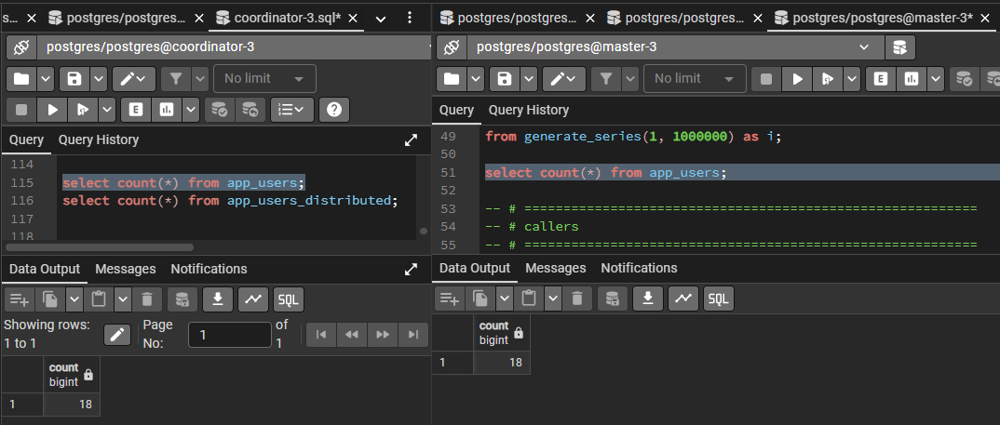 s...
postgres/postgres...
coordinator-3.sql*
postgres/postgres@coordinator-3
No limit
E
SQL
Query
Query History
114
115 select count(*) from app_users;
116 select count(*) from app_users_distributed;
117
118
Data Output
Messages
Notifications
SQL
Showing rows: 1 to 1
Page No:
1
of 1
count
bigint
1 18
postgres/postgres...
postgres/postgres...
postgres/postgres@master-3*
postgres/postgres@master-3
No limit
E
Query
Query History
49 from generate_series(1, 1000000) as i;
50
51 select count(*) from app_users;
52
53 -- # ==========================================================
54 -- # callers
55 -- # ==========================================================
Data Output
Messages
Notifications
SQL
count
bigint
1 18